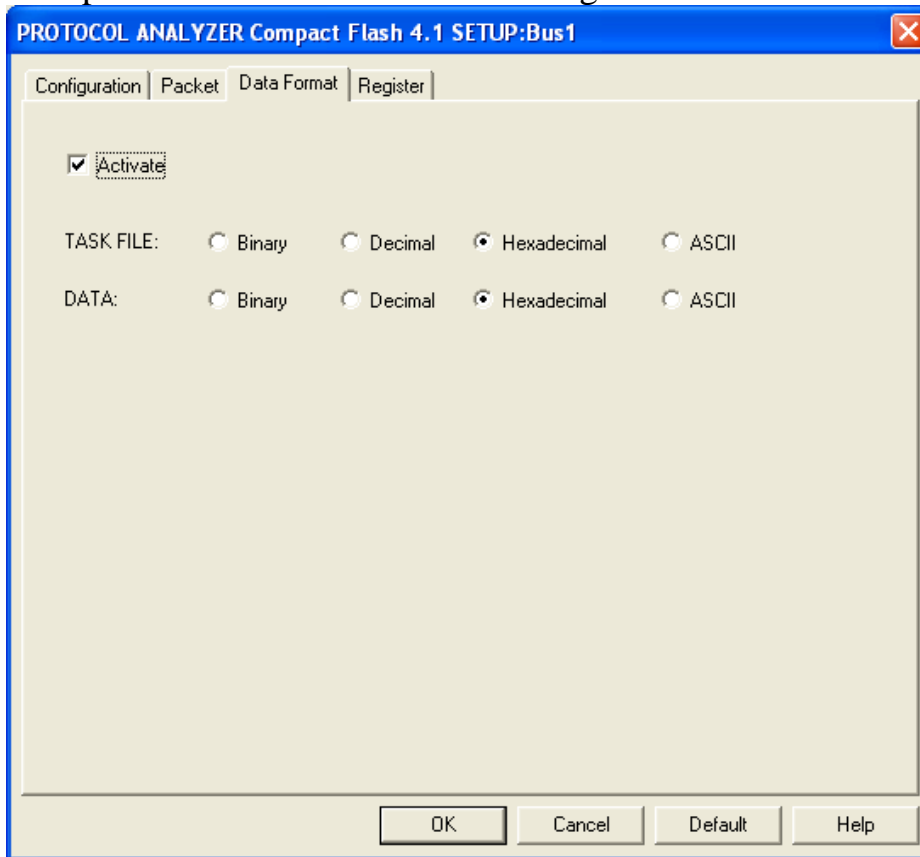 PROTOCOL ANALYZER Compact Flash 4.1 SETUP:Bus1
Configuration Packet Data Format Register
Activate
TASK FILE: Binary Decimal Hexadecimal ASCII
DATA: Binary Decimal Hexadecimal ASCII
OK Cancel Default Help